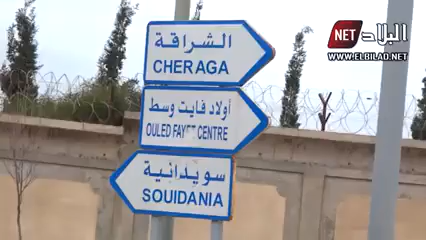 الشراقة
CHERAGA
أولاد فايت وسط
OULED FAYET CENTRE
سويدانية
SOUIDANIA
NET البلاد
WWW.ELBILAD.NET